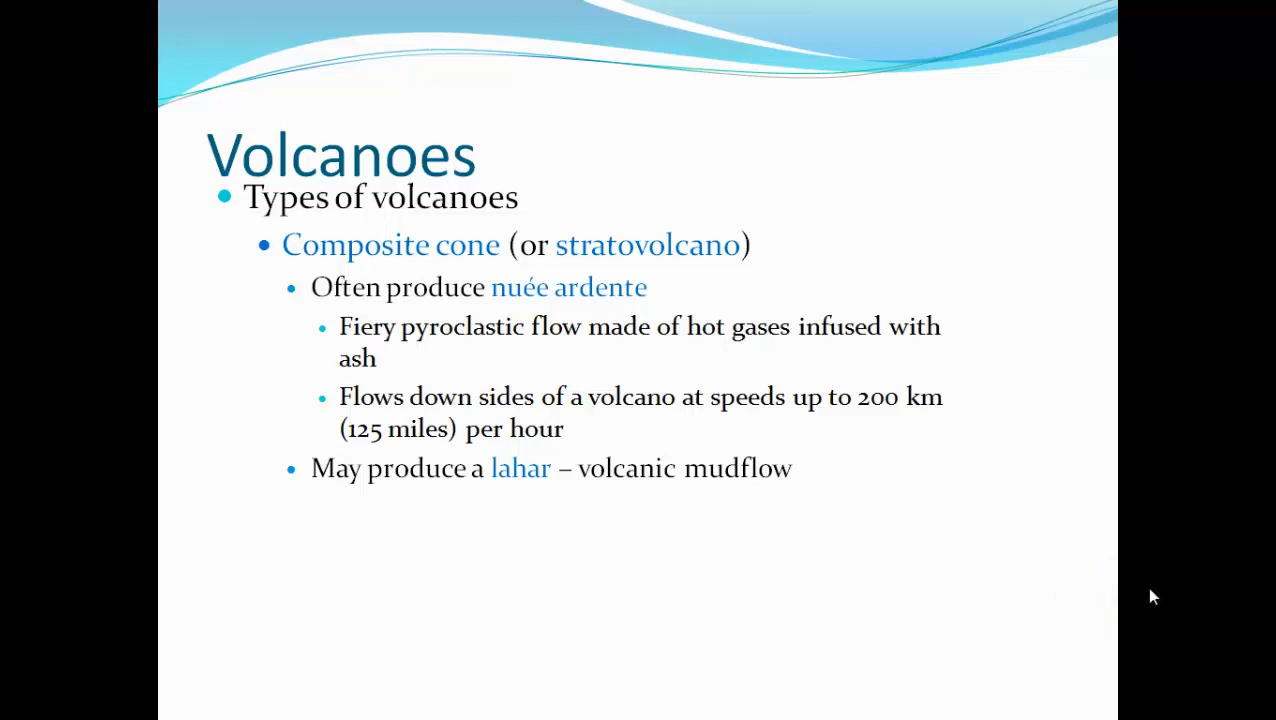 Volcanoes
Types of volcanoes
Composite cone (or stratovolcano)
Often produce nuée ardente
Fiery pyroclastic flow made of hot gases infused with
ash
Flows down sides of a volcano at speeds up to 200 km
(125 miles) per hour
May produce a lahar – volcanic mudflow